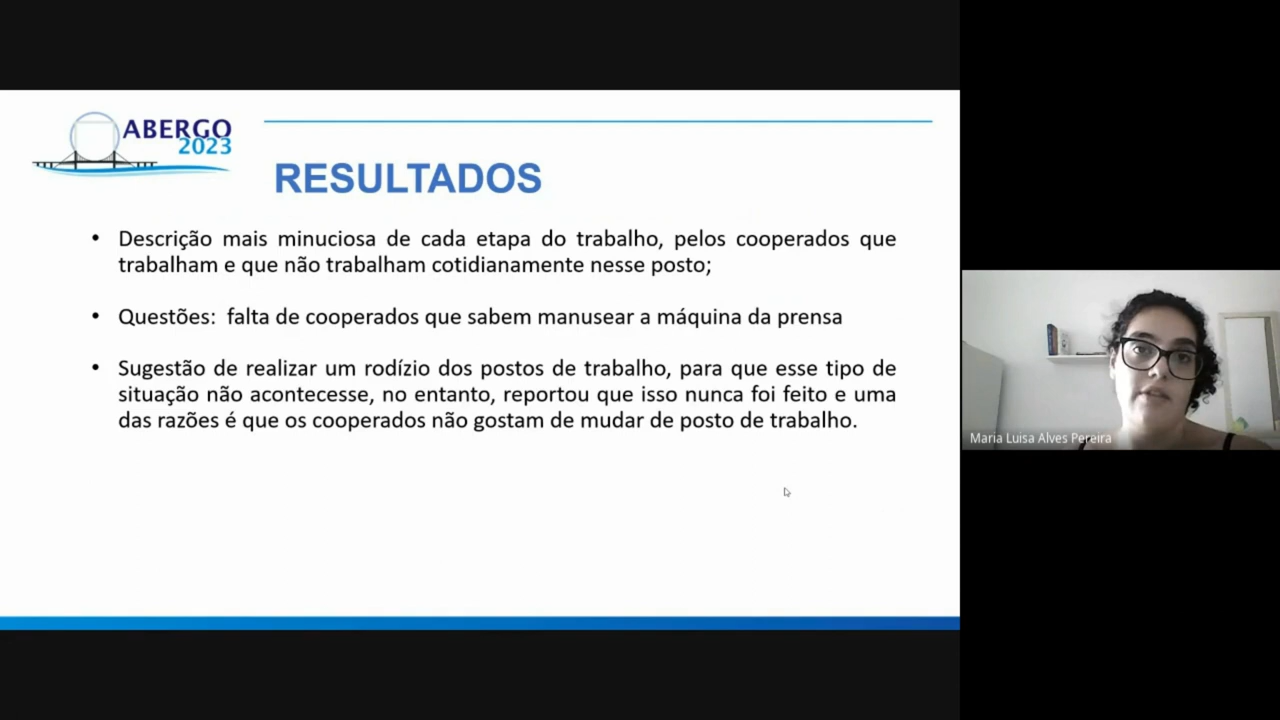 ABERGO
2023
RESULTADOS
• Descrição mais minuciosa de cada etapa do trabalho, pelos cooperados que
trabalham e que não trabalham cotidianamente nesse posto;
• Questões:  falta de cooperados que sabem manusear a máquina da prensa
• Sugestão de realizar um rodízio dos postos de trabalho, para que esse tipo de
situação não acontecesse, no entanto, reportou que isso nunca foi feito e uma
das razões é que os cooperados não gostam de mudar de posto de trabalho.
Maria Luisa Alves Pereira